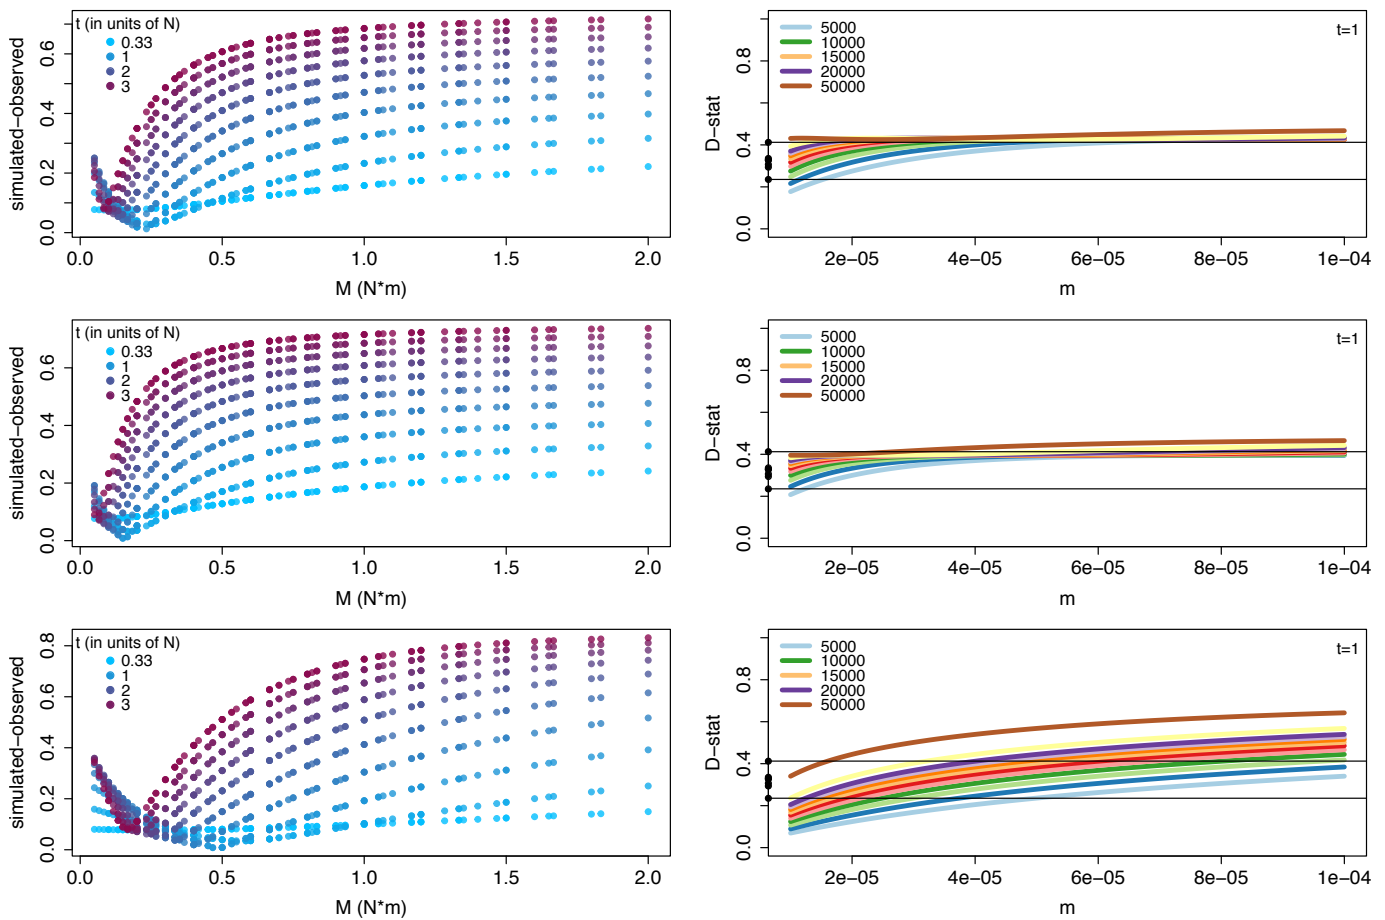 t (in units of N)
0.33
1
2
3
simulated-observed
0.0
0.2
0.4
0.6
0.0
0.5
1.0
1.5
2.0
M (N*m)
5000
10000
15000
20000
50000
t=1
D-stat
0.0
0.4
0.8
2e-05
4e-05
6e-05
8e-05
1e-04
m
t (in units of N)
0.33
1
2
3
simulated-observed
0.0
0.2
0.4
0.6
0.0
0.5
1.0
1.5
2.0
M (N*m)
5000
10000
15000
20000
50000
t=1
D-stat
0.0
0.4
0.8
2e-05
4e-05
6e-05
8e-05
1e-04
m
t (in units of N)
0.33
1
2
3
simulated-observed
0.0
0.2
0.4
0.6
0.8
0.0
0.5
1.0
1.5
2.0
M (N*m)
5000
10000
15000
20000
50000
t=1
D-stat
0.0
0.4
0.8
2e-05
4e-05
6e-05
8e-05
1e-04
m